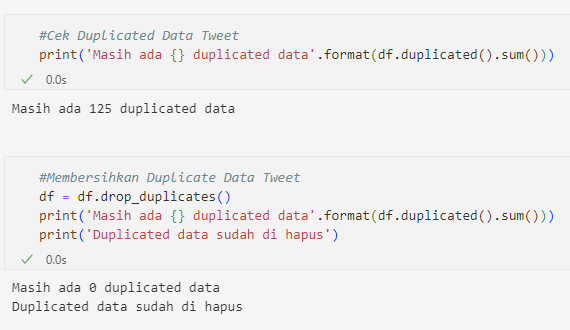 #Cek Duplicated Data Tweet
print('Masih ada {} duplicated data'.format(df.duplicated().sum()))
0.0s
Masih ada 125 duplicated data
#Membersihkan Duplicate Data Tweet
df = df.drop_duplicates()
print('Masih ada {} duplicated data'.format(df.duplicated().sum()))
print('Duplicated data sudah di hapus')
0.0s
Masih ada 0 duplicated data
Duplicated data sudah di hapus